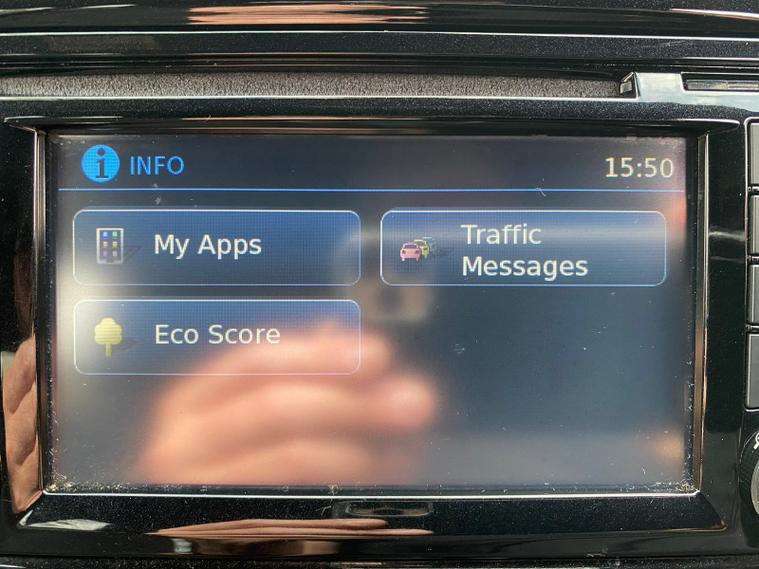 INFO
15:50
My Apps
Traffic
Messages
Eco Score